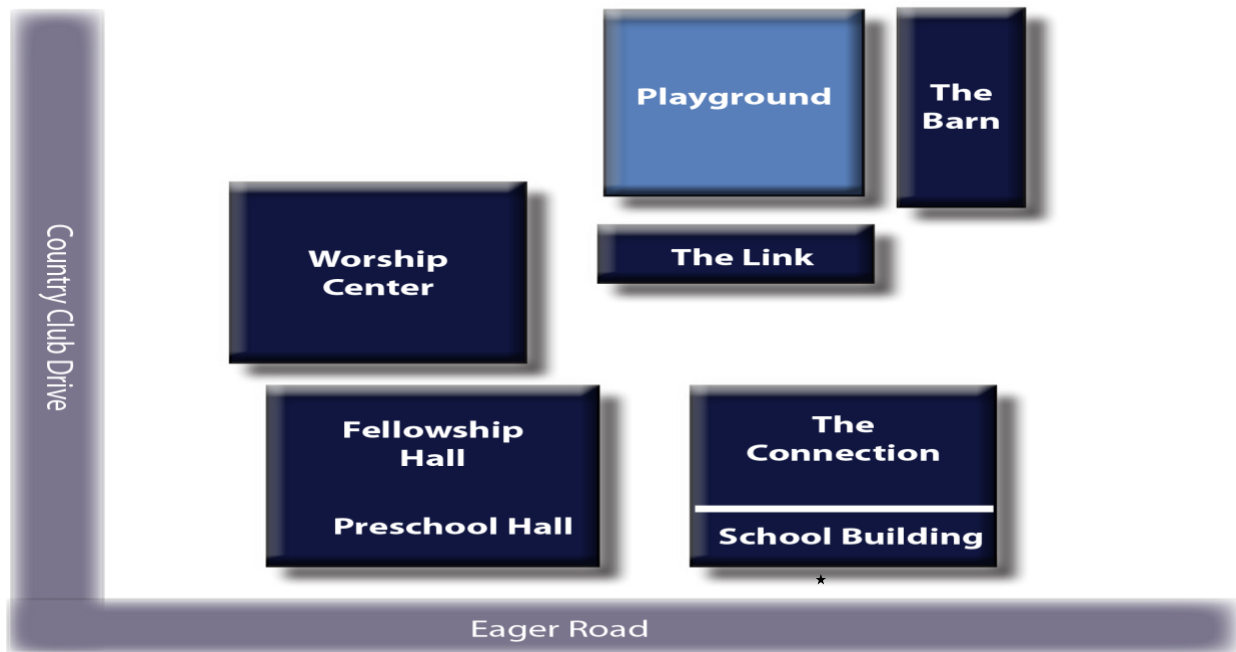 Playground
The
Barn
Country Club Drive
Worship
Center
The Link
Fellowship
Hall
Preschool Hall
The
Connection
School Building
Eager Road